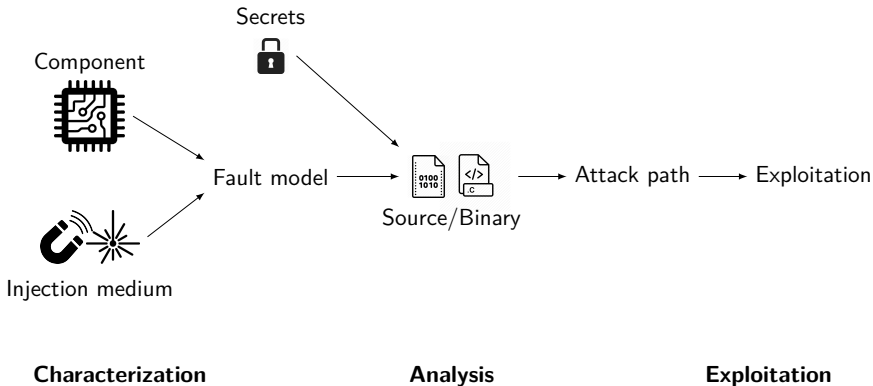 Secrets
Component
Fault model
0100
1010
</>
.C
Source/Binary
Attack path
Exploitation
Injection medium
Characterization
Analysis
Exploitation